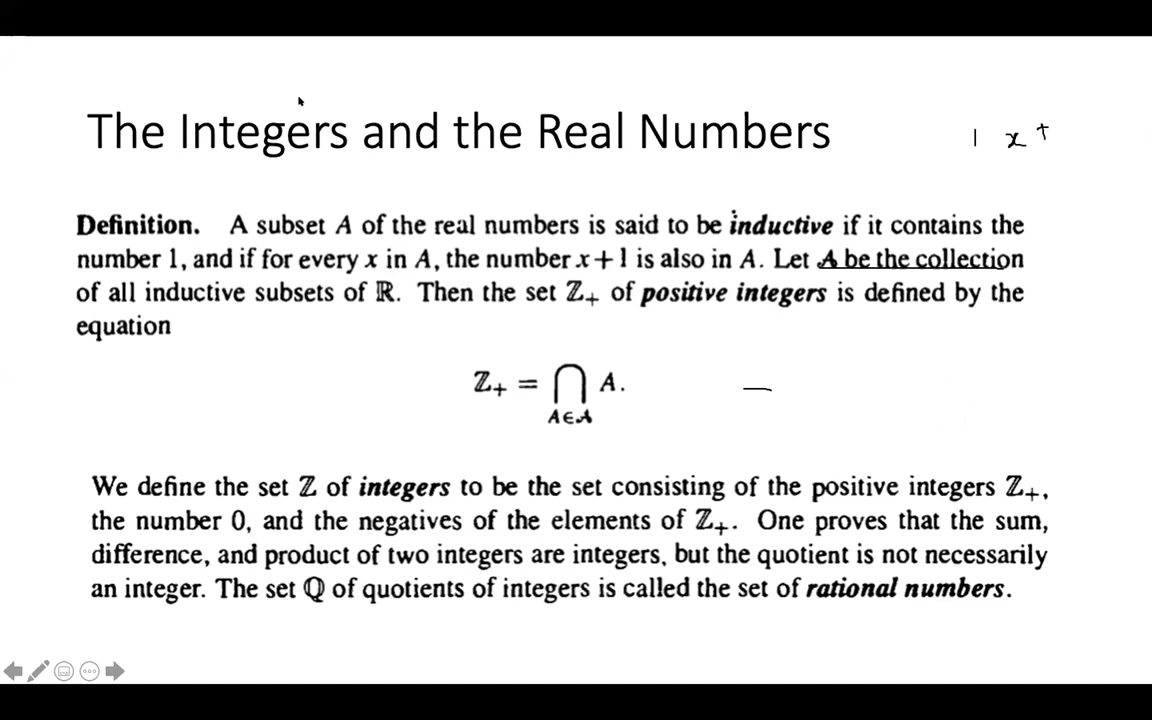 The Integers and the Real Numbers
1 x +
Definition. A subset A of the real numbers is said to be inductive if it contains the
number 1, and if for every x in A, the number x+1 is also in A. Let 𝒜 be the collection
of all inductive subsets of ℝ. Then the set ℤ₊ of positive integers is defined by the
equation
ℤ₊ = ⋂ A.
A∈𝒜
We define the set ℤ of integers to be the set consisting of the positive integers ℤ₊,
the number 0, and the negatives of the elements of ℤ₊. One proves that the sum,
difference, and product of two integers are integers, but the quotient is not necessarily
an integer. The set ℚ of quotients of integers is called the set of rational numbers.